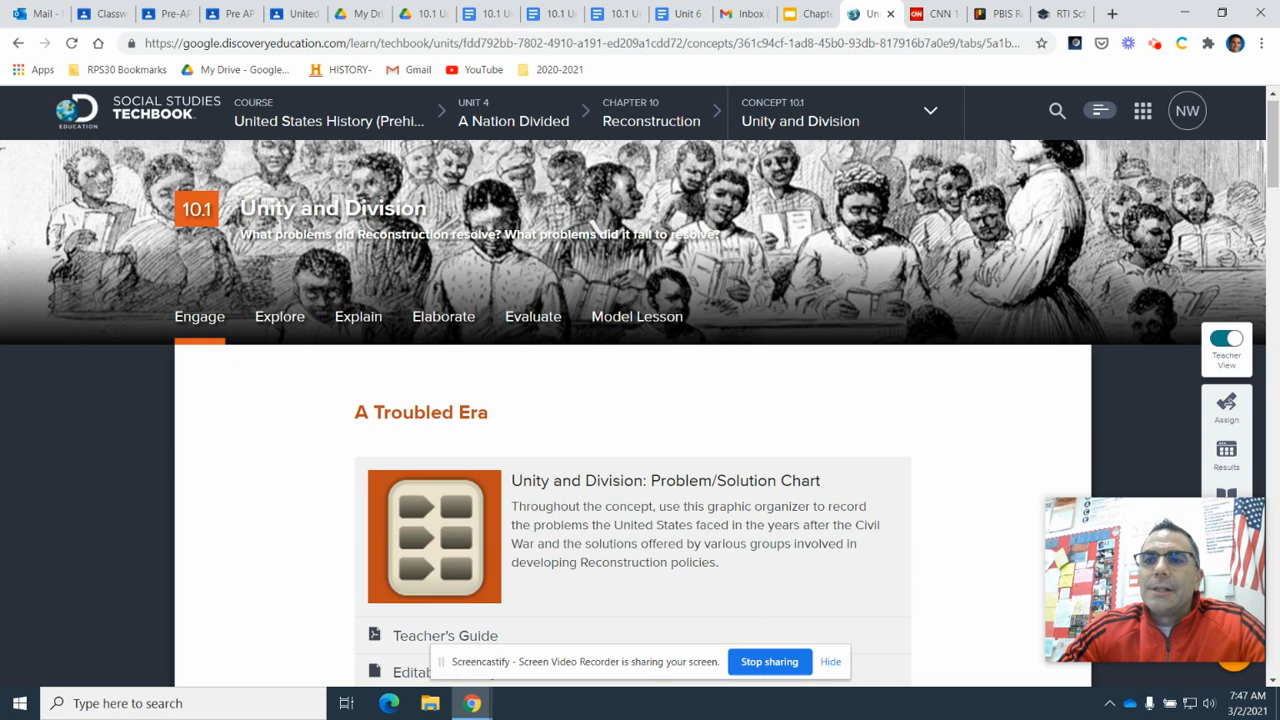 Mail -
Classw
Pre-AP
Pre AP
United
My Dri
10.1 U
10.1 U
10.1 U
10.1 U
Unit 6
Inbox (
Chapt
Un
CNN 1
PBIS R
RTI Sch
https://google.discoveryeducation.com/learn/techbook/units/fdd792bb-7802-4910-a191-ed209a1cdd72/concepts/361c94cf-1ad8-45b0-93db-817916b7a0e9/tabs/5a1b...
Apps
RPS30 Bookmarks
My Drive - Google...
HISTORY-
Gmail
YouTube
2020-2021
EDUCATION
SOCIAL STUDIES
TECHBOOK
COURSE
United States History (Prehi...
UNIT 4
A Nation Divided
CHAPTER 10
Reconstruction
CONCEPT 10.1
Unity and Division
NW
10.1
Unity and Division
What problems did Reconstruction resolve? What problems did it fail to resolve?
Engage
Explore
Explain
Elaborate
Evaluate
Model Lesson
Teacher
View
Assign
Results
A Troubled Era
Unity and Division: Problem/Solution Chart
Throughout the concept, use this graphic organizer to record
the problems the United States faced in the years after the Civil
War and the solutions offered by various groups involved in
developing Reconstruction policies.
Teacher's Guide
Screencastify - Screen Video Recorder is sharing your screen.
Stop sharing
Hide
Type here to search
7:47 AM
3/2/2021